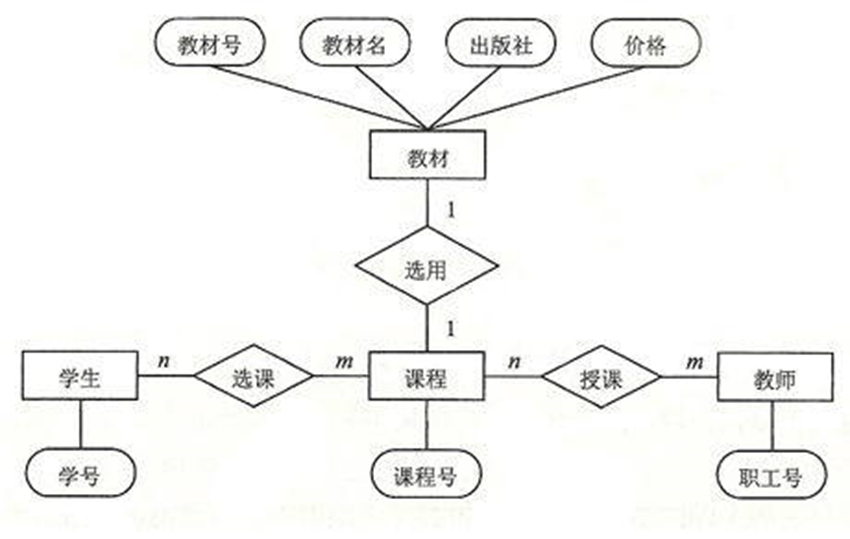 教材号 教材名 出版社 价格
教材
1
选用
1
学生 n 选课 m 课程 n 授课 m 教师
学号 课程号 职工号